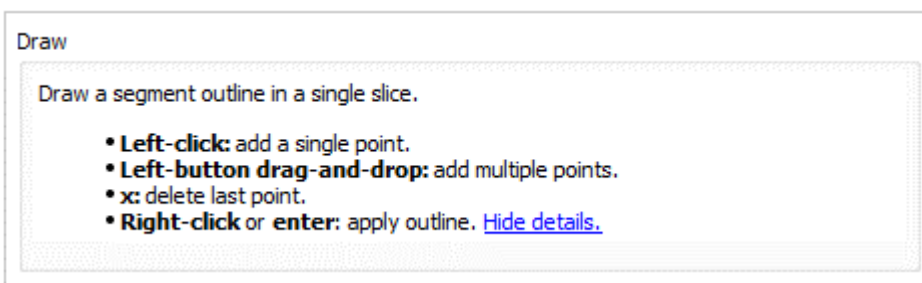 Draw
Draw a segment outline in a single slice.
• Left-click: add a single point.
• Left-button drag-and-drop: add multiple points.
• x: delete last point.
• Right-click or enter: apply outline. Hide details.